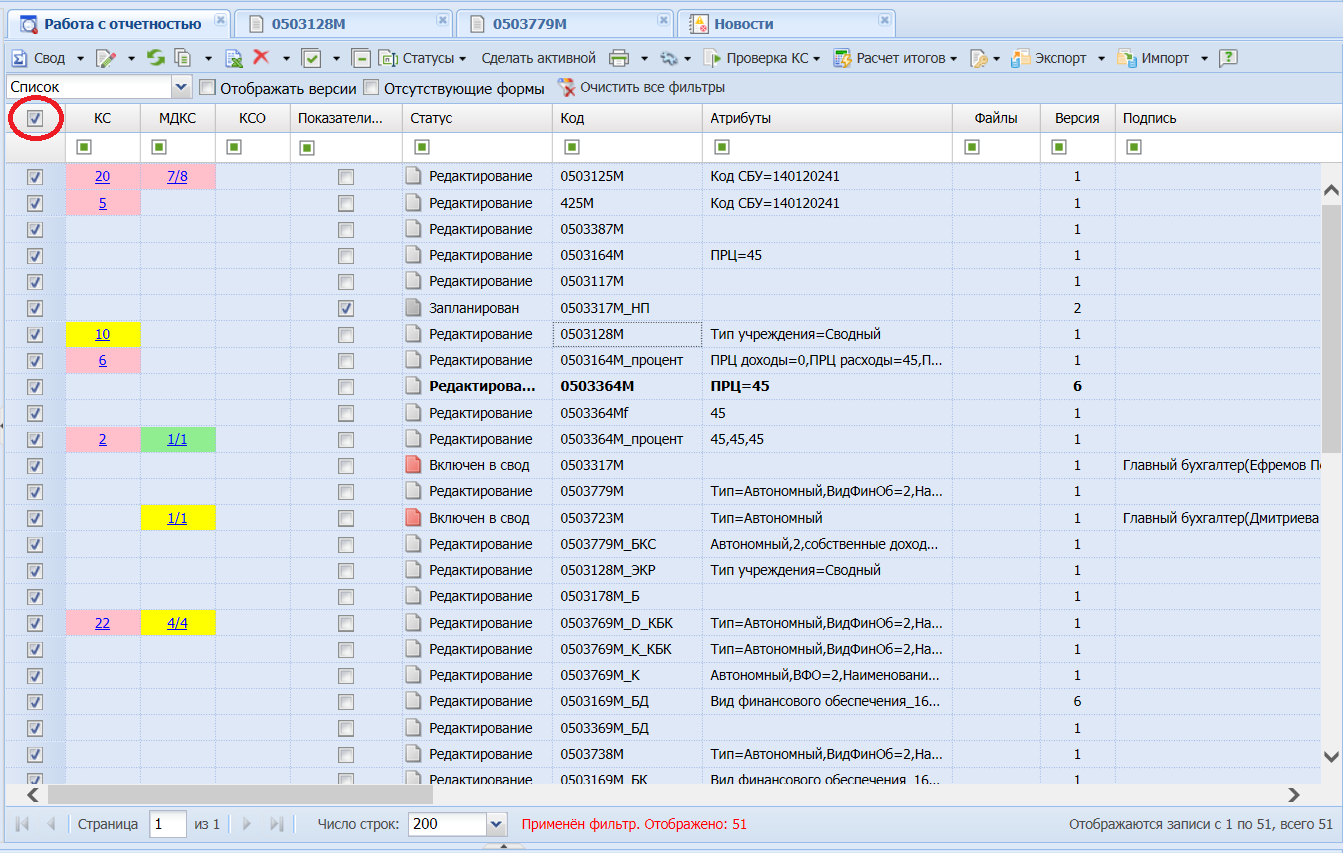 Работа с отчетностью 0503128М 0503779М Новости
Свод Статусы Сделать активной Проверка КС Расчет итогов Экспорт Импорт
Список Отображать версии Отсутствующие формы Очистить все фильтры
КС МДКС КСО Показатели... Статус Код Атрибуты Файлы Версия Подпись
20 7/8 Редактирование 0503125М Код СБУ=140120241 1
5 Редактирование 425М Код СБУ=140120241 1
Редактирование 0503387М 1
Редактирование 0503164М ПРЦ=45 1
Редактирование 0503117М 1
Запланирован 0503317М_НП 2
10 Редактирование 0503128М Тип учреждения=Сводный 1
6 Редактирование 0503164М_процент ПРЦ доходы=0,ПРЦ расходы=45,П... 1
Редактирова... 0503364М ПРЦ=45 6
Редактирование 0503364Мf 45 1
2 1/1 Редактирование 0503364М_процент 45,45,45 1
Включен в свод 0503317М 1 Главный бухгалтер(Ефремов П
Редактирование 0503779М Тип=Автономный,ВидФинОб=2,На... 1
1/1 Включен в свод 0503723М Тип=Автономный 1 Главный бухгалтер(Дмитриева
Редактирование 0503779М_БКС Автономный,2,собственные доход... 1
Редактирование 0503128М_ЭКР Тип учреждения=Сводный 1
Редактирование 0503178М_Б 1
22 4/4 Редактирование 0503769М_D_КБК Тип=Автономный,ВидФинОб=2,На... 1
Редактирование 0503769М_К_КБК Тип=Автономный,ВидФинОб=2,На... 1
Редактирование 0503769М_К Автономный,ВФО=2,Наименовани... 1
Редактирование 0503169М_БД Вид финансового обеспечения_16... 6
Редактирование 0503369М_БД 1
Редактирование 0503738М Тип=Автономный,ВидФинОб=2,На... 1
Редактирование 0503169М_БК Вид финансового обеспечения_16... 1
Страница 1 из 1 Число строк: 200 Применён фильтр. Отображено: 51 Отображаются записи с 1 по 51, всего 51